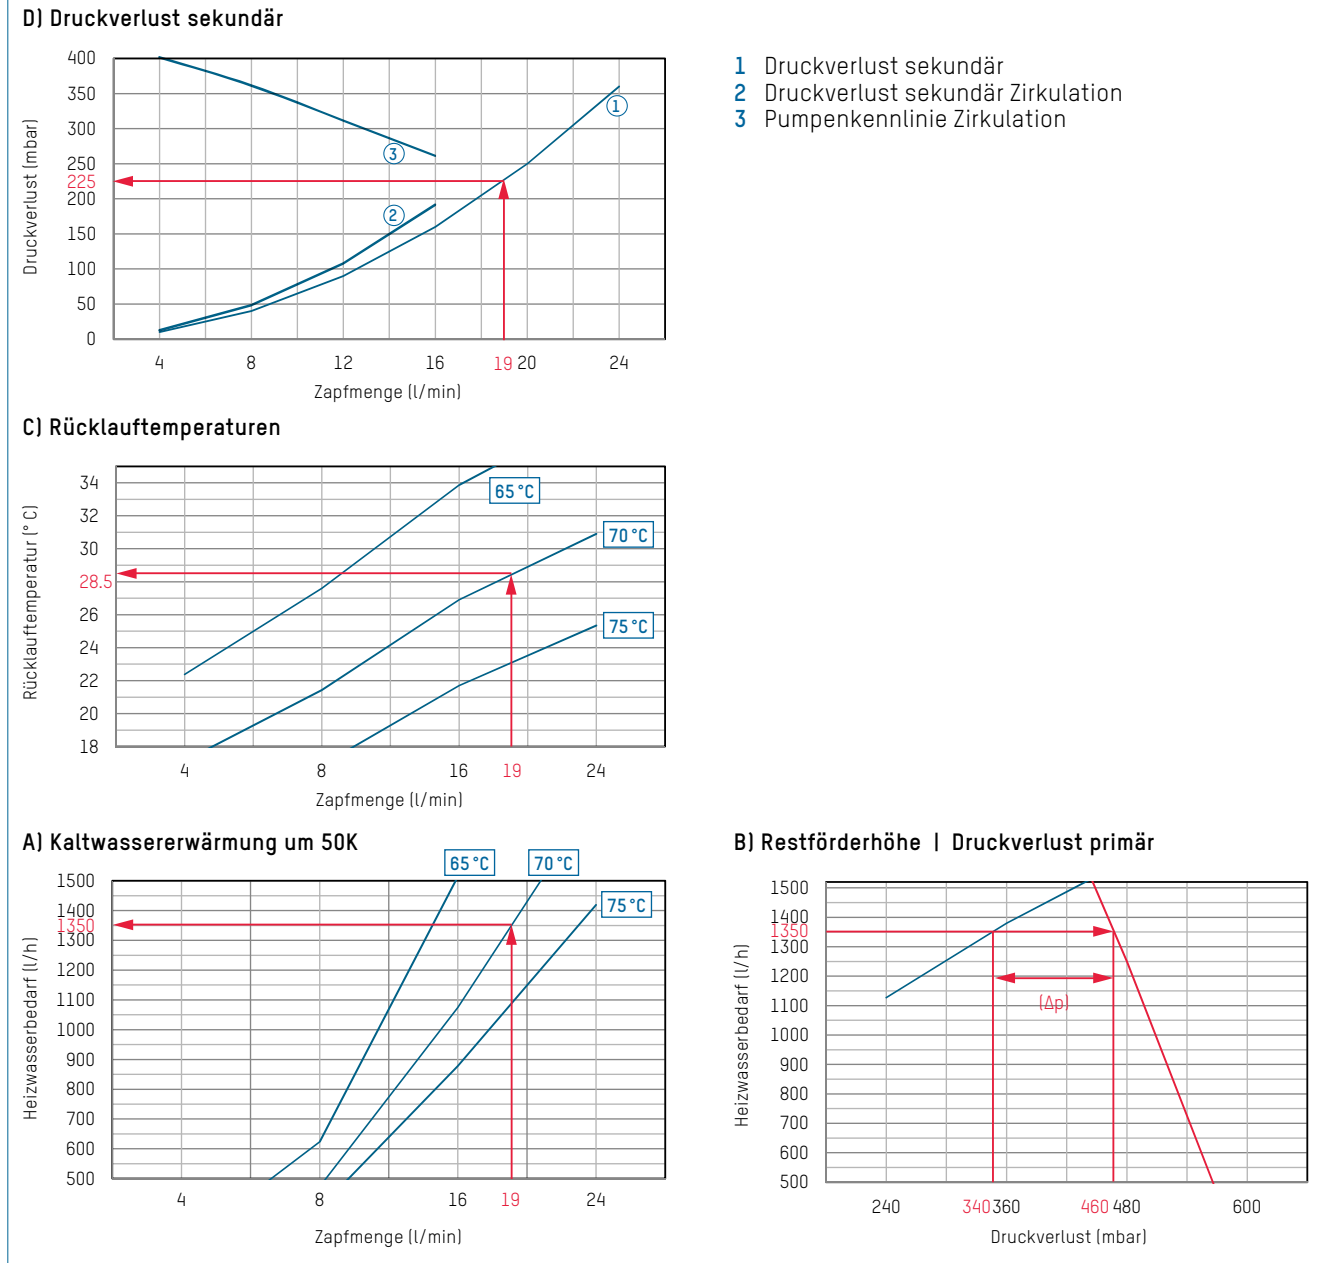 D) Druckverlust sekundär
400
350
300
250
225
200
150
100
50
0
Druckverlust (mbar)
1
2
3
4 8 12 16 19 20 24
Zapfmenge (l/min)
1 Druckverlust sekundär
2 Druckverlust sekundär Zirkulation
3 Pumpenkennlinie Zirkulation
C) Rücklauftemperaturen
34
32
30
28.5
26
24
22
20
18
Rücklauftemperatur (° C)
65 °C
70 °C
75 °C
4 8 16 19 24
Zapfmenge (l/min)
A) Kaltwassererwärmung um 50K
65 °C 70 °C
75 °C
1500
1400
1350
1300
1200
1100
1000
900
800
700
600
500
Heizwasserbedarf (l/h)
4 8 16 19 24
Zapfmenge (l/min)
B) Restförderhöhe | Druckverlust primär
1500
1400
1350
1300
1200
1100
1000
900
800
700
600
500
Heizwasserbedarf (l/h)
(Δp)
240 340 360 460 480 600
Druckverlust (mbar)